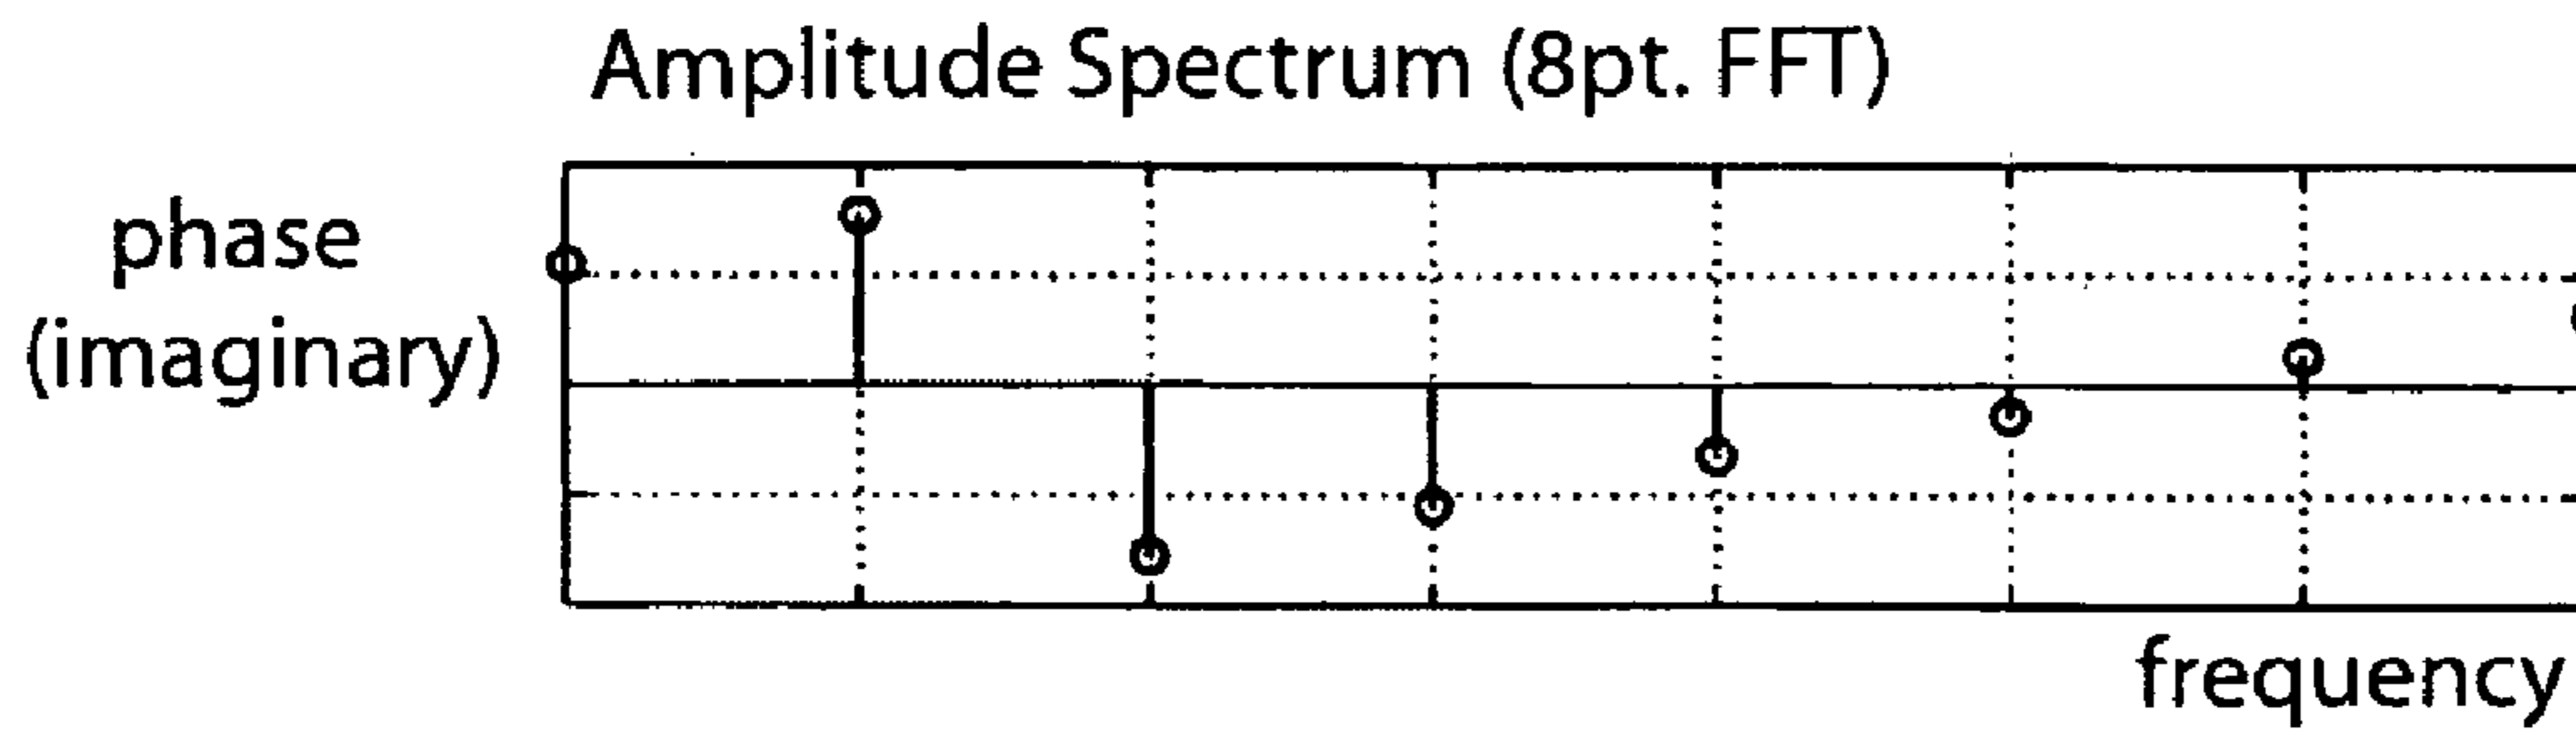 Amplitude Spectrum (8pt. FFT)
phase
(imaginary)
frequency